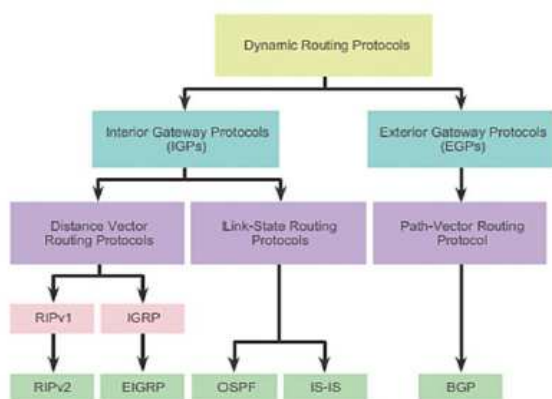 Dynamic Routing Protocols
Interior Gateway Protocols
(IGPs)
Exterior Gateway Protocols
(EGPs)
Distance Vector
Routing Protocols
Link-State Routing
Protocols
Path-Vector Routing
Protocol
RIPv1
IGRP
RIPv2
EIGRP
OSPF
IS-IS
BGP